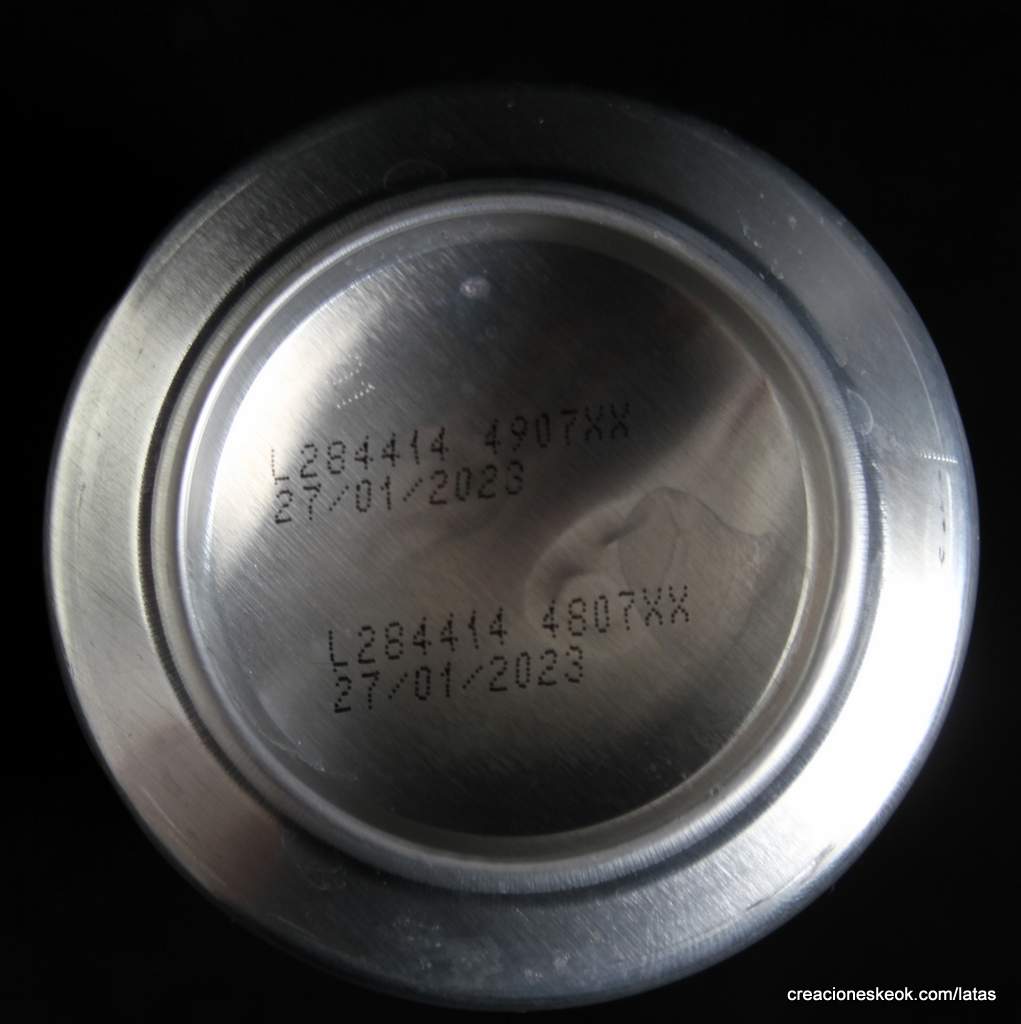 L284414 4907XX
27/01/2023
L284414 4807XX
27/01/2023
creacioneskeok.com/latas